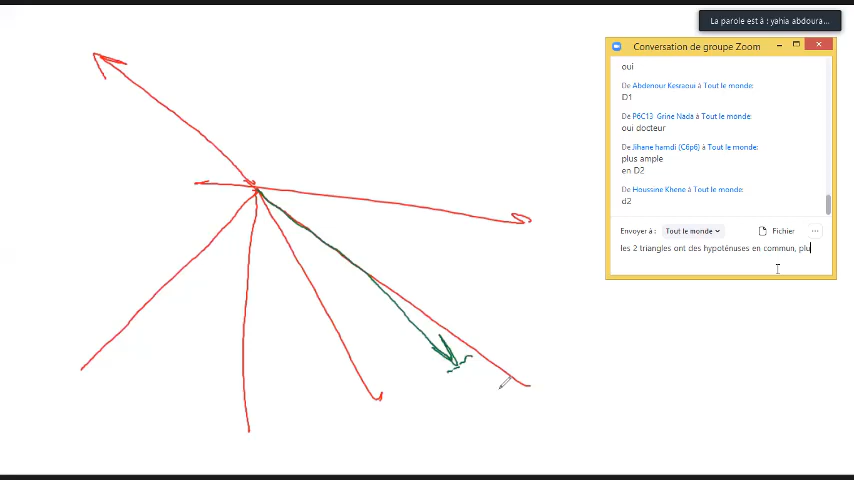 La parole est à : yahia abdoura...
Conversation de groupe Zoom
oui
De Abdenour Kesraoui à Tout le monde:
D1
De P6C13 Grine Nada à Tout le monde:
oui docteur
De Jihane hamdi (C6p6) à Tout le monde:
plus ample
en D2
De Houssine Khene à Tout le monde:
d2
Envoyer à : Tout le monde Fichier ...
les 2 triangles ont des hypoténuses en commun, plu